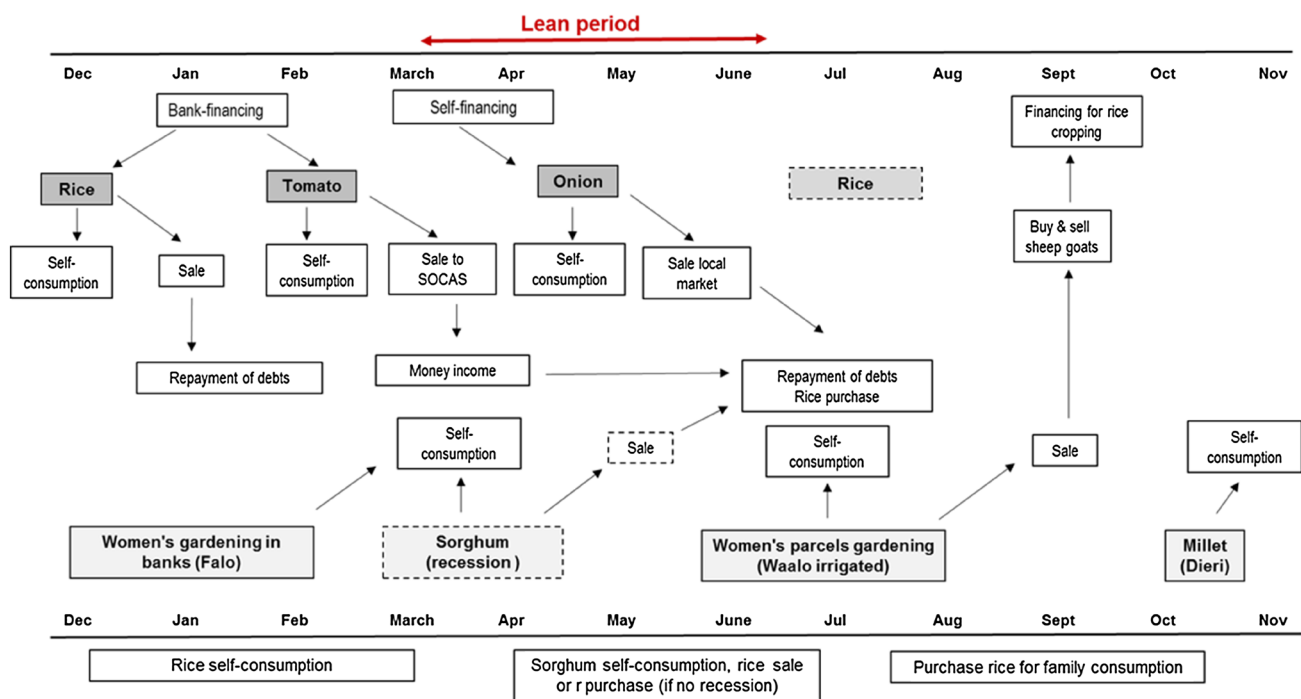 Lean period
Dec Jan Feb March Apr May June Jul Aug Sept Oct Nov
Bank-financing
Self-financing
Financing for rice
cropping
Rice
Tomato
Onion
Rice
Buy & sell
sheep goats
Self-
consumption
Sale
Self-
consumption
Sale to
SOCAS
Self-
consumption
Sale local
market
Repayment of debts
Money income
Repayment of debts
Rice purchase
Self-
consumption
Sale
Self-
consumption
Sale
Self-
consumption
Women's gardening in
banks (Falo)
Sorghum
(recession )
Women's parcels gardening
(Waalo irrigated)
Millet
(Dieri)
Dec Jan Feb March Apr May June Jul Aug Sept Oct Nov
Rice self-consumption
Sorghum self-consumption, rice sale
or r purchase (if no recession)
Purchase rice for family consumption